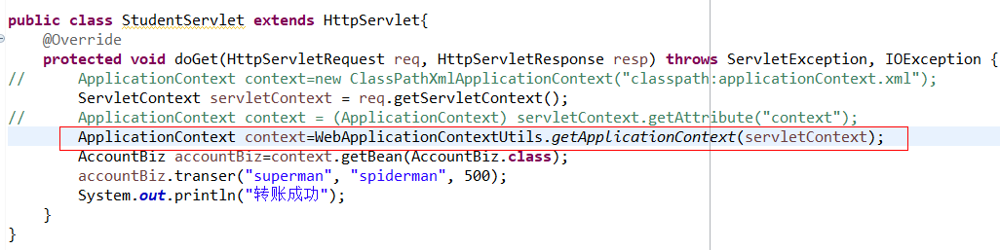 public class StudentServlet extends HttpServlet{
@Override
protected void doGet(HttpServletRequest req, HttpServletResponse resp) throws ServletException, IOException {
//      ApplicationContext context=new ClassPathXmlApplicationContext("classpath:applicationContext.xml");
ServletContext servletContext = req.getServletContext();
//      ApplicationContext context = (ApplicationContext) servletContext.getAttribute("context");
ApplicationContext context=WebApplicationContextUtils.getApplicationContext(servletContext);
AccountBiz accountBiz=context.getBean(AccountBiz.class);
accountBiz.transer("superman", "spiderman", 500);
System.out.println("转账成功");
}
}